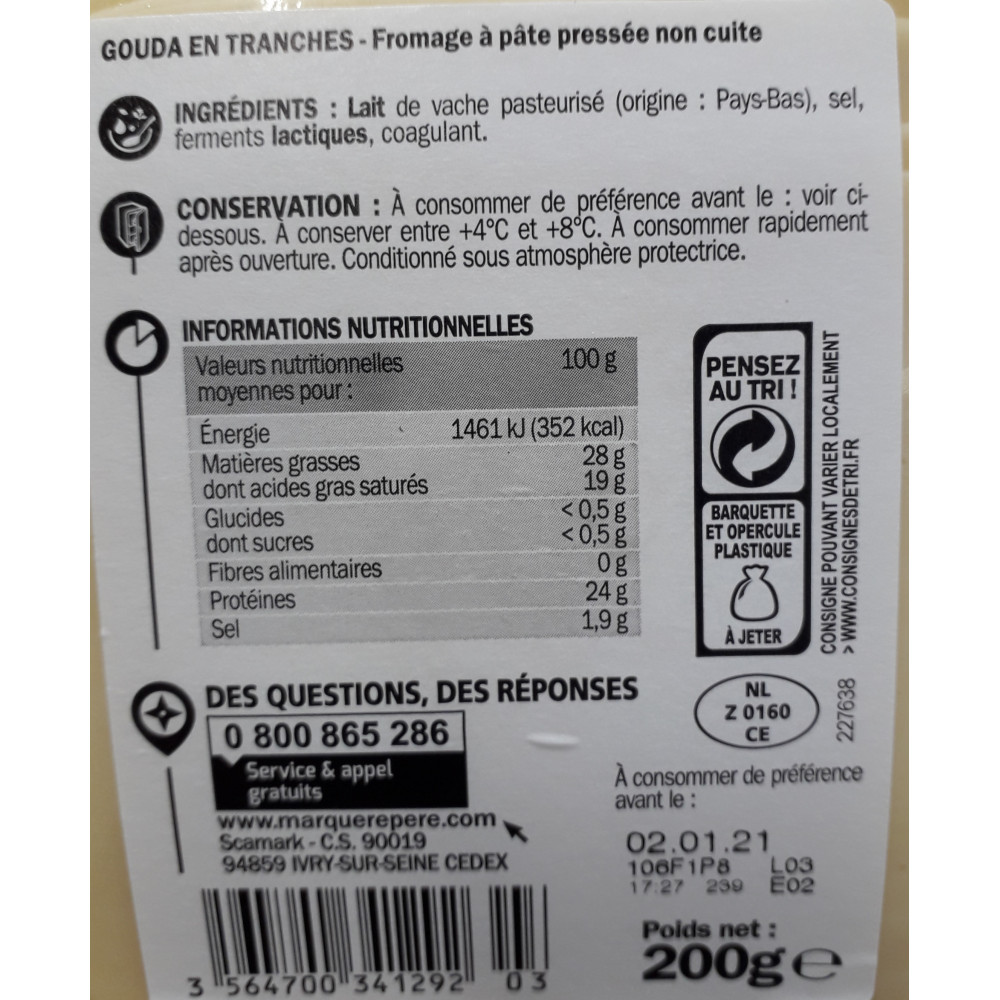 GOUDA EN TRANCHES - Fromage à pâte pressée non cuite
INGRÉDIENTS : Lait de vache pasteurisé (origine : Pays-Bas), sel,
ferments lactiques, coagulant.
CONSERVATION : À consommer de préférence avant le : voir ci-
dessous. À conserver entre +4°C et +8°C. À consommer rapidement
après ouverture. Conditionné sous atmosphère protectrice.
INFORMATIONS NUTRITIONNELLES
Valeurs nutritionnelles 100 g
moyennes pour :
Énergie 1461 kJ (352 kcal)
Matières grasses 28 g
dont acides gras saturés 19 g
Glucides < 0,5 g
dont sucres < 0,5 g
Fibres alimentaires 0 g
Protéines 24 g
Sel 1,9 g
PENSEZ
AU TRI !
BARQUETTE
ET OPERCULE
PLASTIQUE
À JETER
CONSIGNE POUVANT VARIER LOCALEMENT
> WWW.CONSIGNESDETRI.FR
DES QUESTIONS, DES RÉPONSES
0 800 865 286
Service & appel
gratuits
www.marquerepere.com
Scamark - C.S. 90019
94859 IVRY-SUR-SEINE CEDEX
NL
Z 0160
CE
227638
À consommer de préférence
avant le :
02.01.21
106F1P8 L03
17:27 239 E02
Poids net :
200g e
3 564700 341292 03